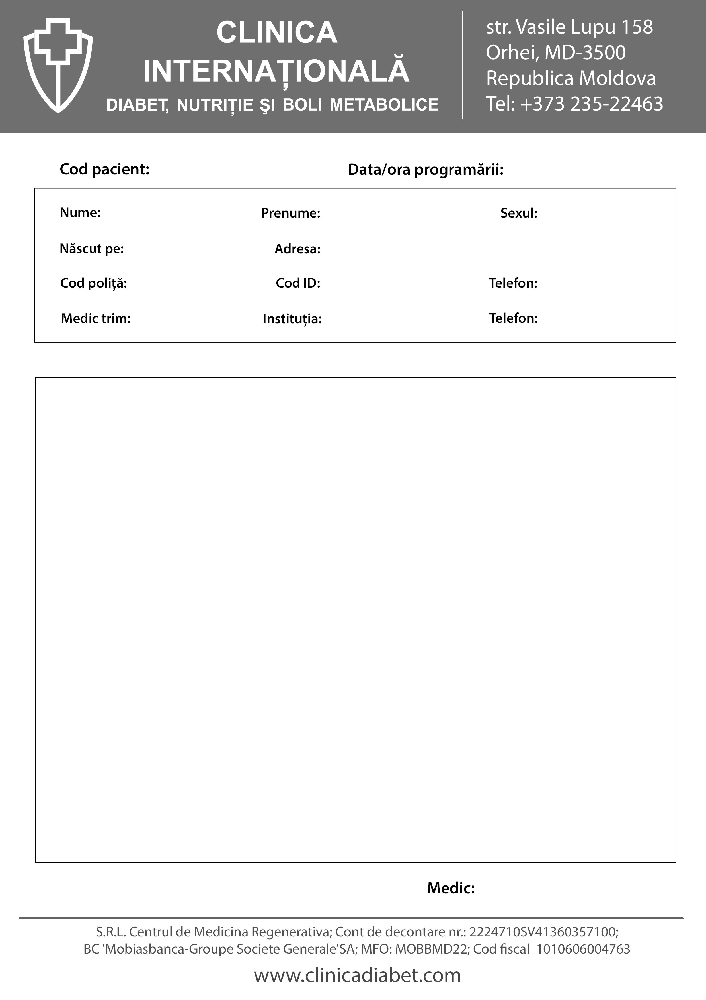 CLINICA
INTERNAȚIONALĂ
DIABET, NUTRIȚIE ŞI BOLI METABOLICE
str. Vasile Lupu 158
Orhei, MD-3500
Republica Moldova
Tel: +373 235-22463
Cod pacient: Data/ora programării:
Nume: Prenume: Sexul:
Născut pe: Adresa:
Cod poliță: Cod ID: Telefon:
Medic trim: Instituția: Telefon:
Medic:
S.R.L. Centrul de Medicina Regenerativa; Cont de decontare nr.: 2224710SV41360357100;
BC 'Mobiasbanca-Groupe Societe Generale'SA; MFO: MOBBMD22; Cod fiscal 1010606004763
www.clinicadiabet.com